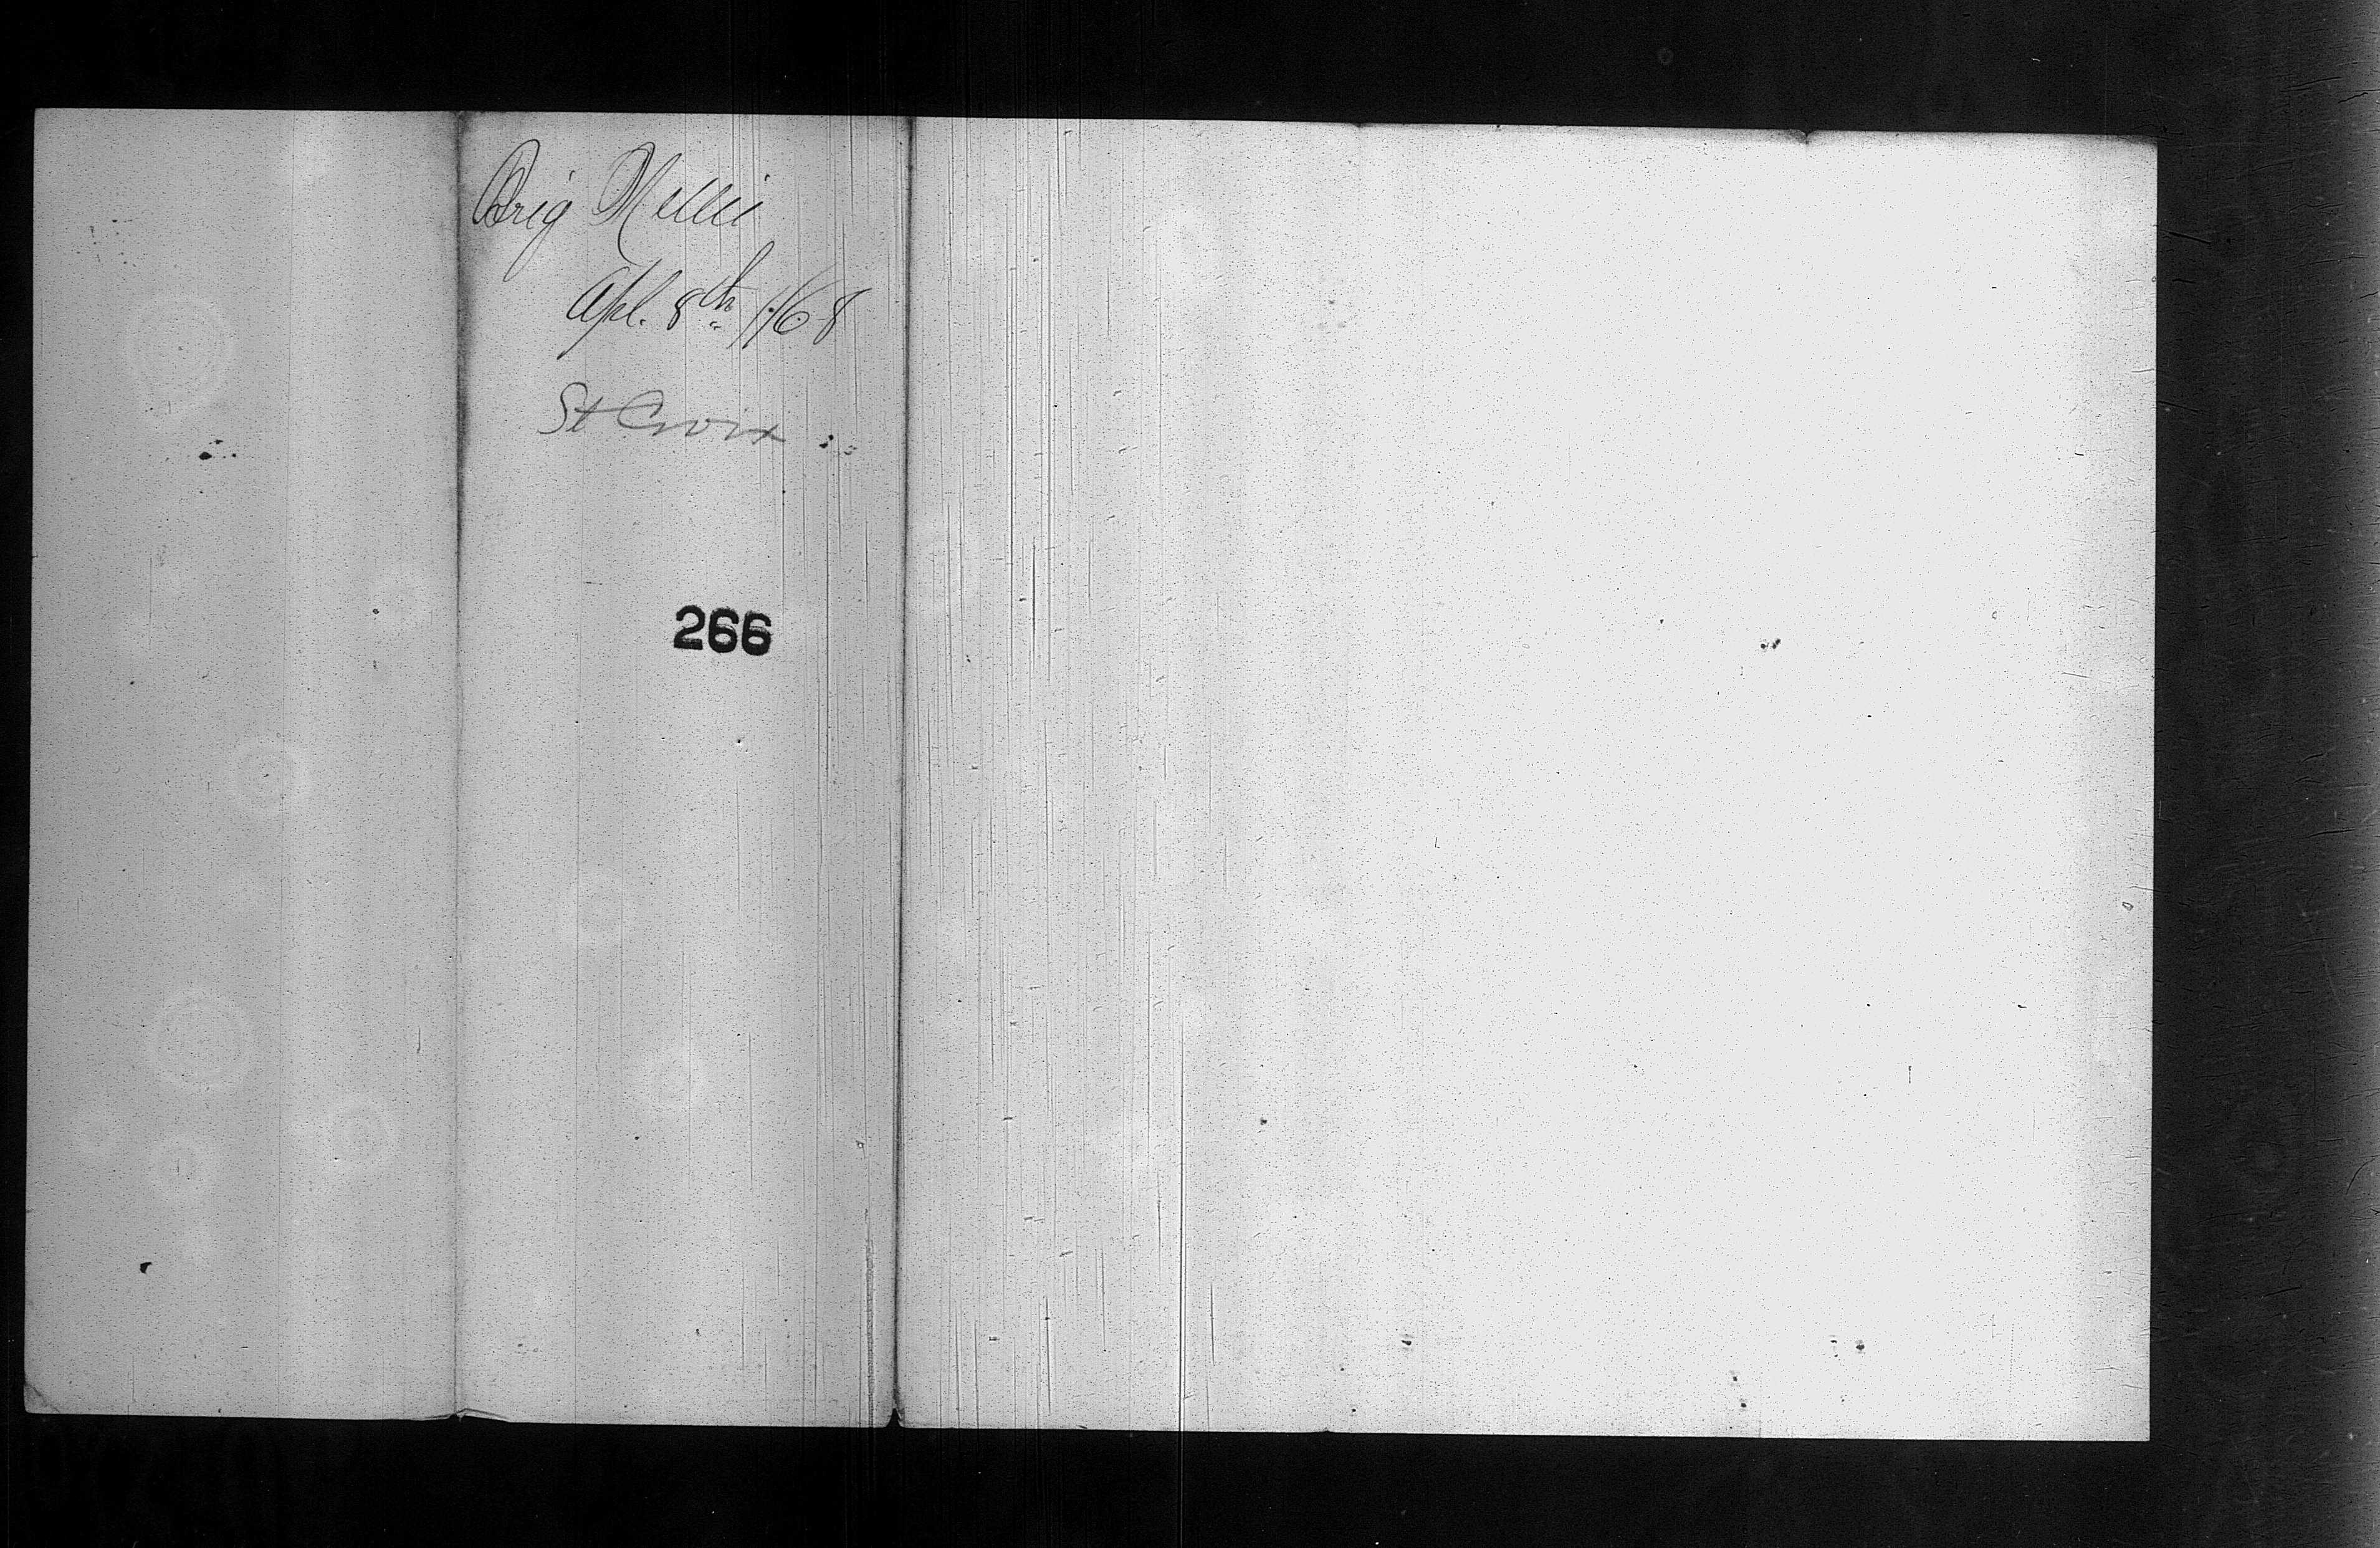 Brig Nellie
Apl. 8th /68
St Croix
266